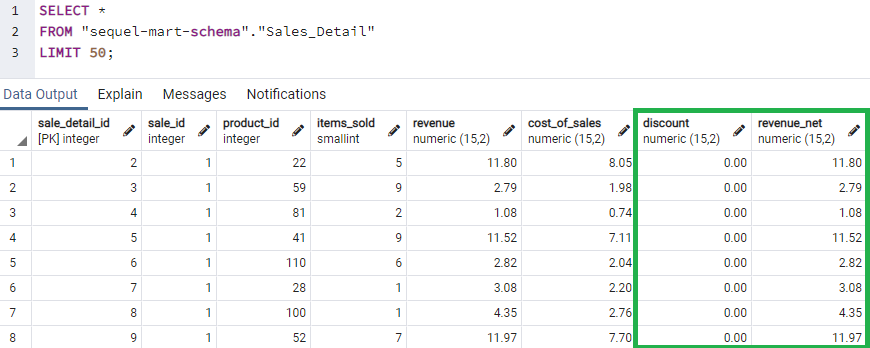 1 SELECT *
2 FROM "sequel-mart-schema"."Sales_Detail"
3 LIMIT 50;
Data Output Explain Messages Notifications
sale_detail_id sale_id product_id items_sold revenue cost_of_sales discount revenue_net
[PK] integer integer integer smallint numeric (15,2) numeric (15,2) numeric (15,2) numeric (15,2)
1 2 1 22 5 11.80 8.05 0.00 11.80
2 3 1 59 9 2.79 1.98 0.00 2.79
3 4 1 81 2 1.08 0.74 0.00 1.08
4 5 1 41 9 11.52 7.11 0.00 11.52
5 6 1 110 6 2.82 2.04 0.00 2.82
6 7 1 28 1 3.08 2.20 0.00 3.08
7 8 1 100 1 4.35 2.76 0.00 4.35
8 9 1 52 7 11.97 7.70 0.00 11.97